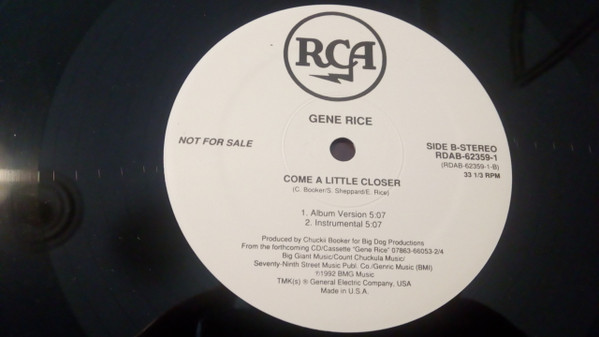 RCA
GENE RICE
NOT FOR SALE
SIDE B-STEREO
RDAB-62359-1
(RDAB-62359-1-B)
33 1/3 RPM
COME A LITTLE CLOSER
(C. Booker/S. Sheppard/E. Rice)
1. Album Version 5:07
2. Instrumental 5:07
Produced by Chuckii Booker for Big Dog Productions
From the forthcoming CD/Cassette "Gene Rice" 07863-66053-2/4
Big Giant Music/Count Chuckula Music/
Seventy-Ninth Street Music Publ. Co./Genric Music (BMI)
℗1992 BMG Music
TMK(s) ® General Electric Company, USA
Made in U.S.A.